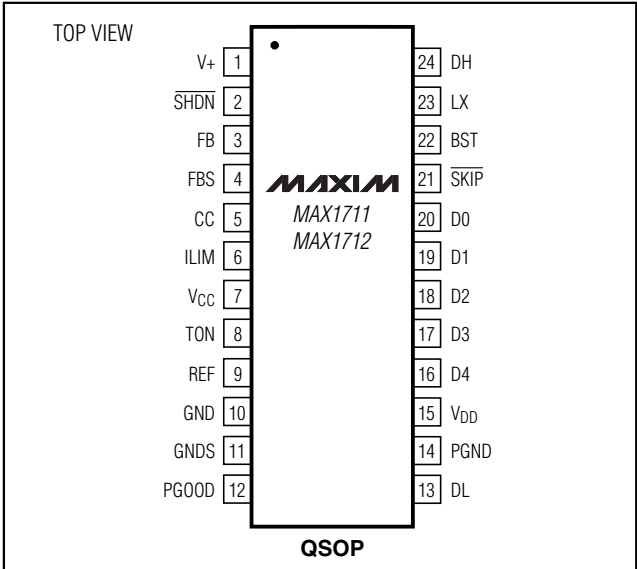 TOP VIEW
V+ 1
SHDN 2
FB 3
FBS 4
CC 5
ILIM 6
VCC 7
TON 8
REF 9
GND 10
GNDS 11
PGOOD 12
MAXIM
MAX1711
MAX1712
24 DH
23 LX
22 BST
21 SKIP
20 D0
19 D1
18 D2
17 D3
16 D4
15 VDD
14 PGND
13 DL
QSOP